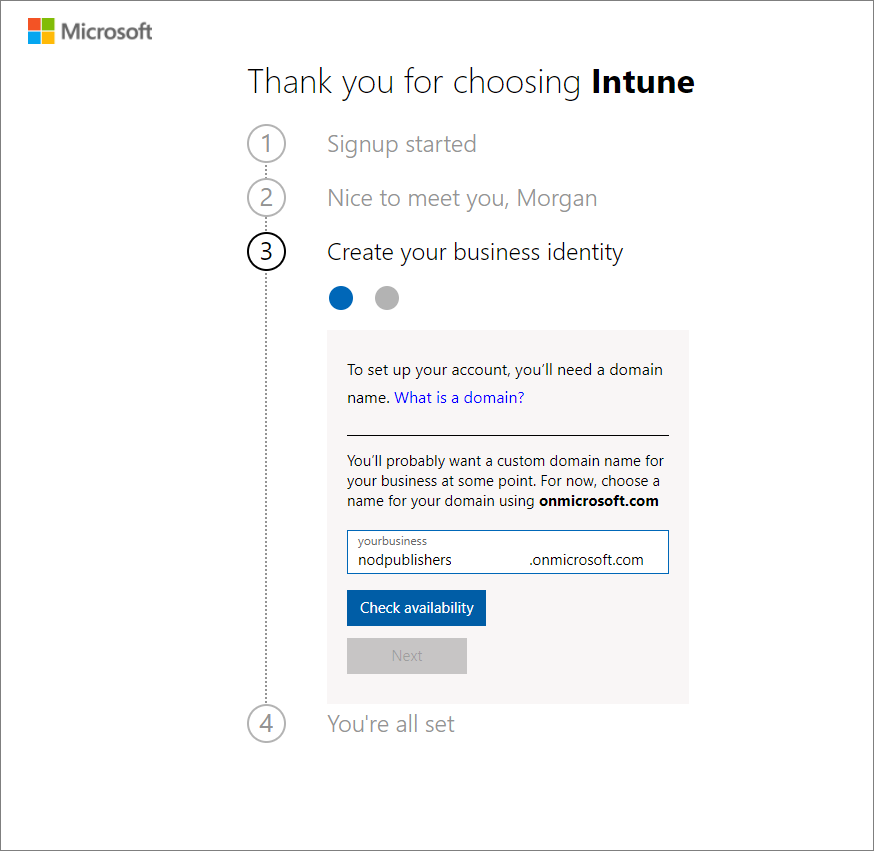 Microsoft
Thank you for choosing Intune
1 Signup started
2 Nice to meet you, Morgan
3 Create your business identity
To set up your account, you’ll need a domain
name. What is a domain?
You’ll probably want a custom domain name for
your business at some point. For now, choose a
name for your domain using onmicrosoft.com
yourbusiness
nodpublishers .onmicrosoft.com
Check availability
Next
4 You're all set